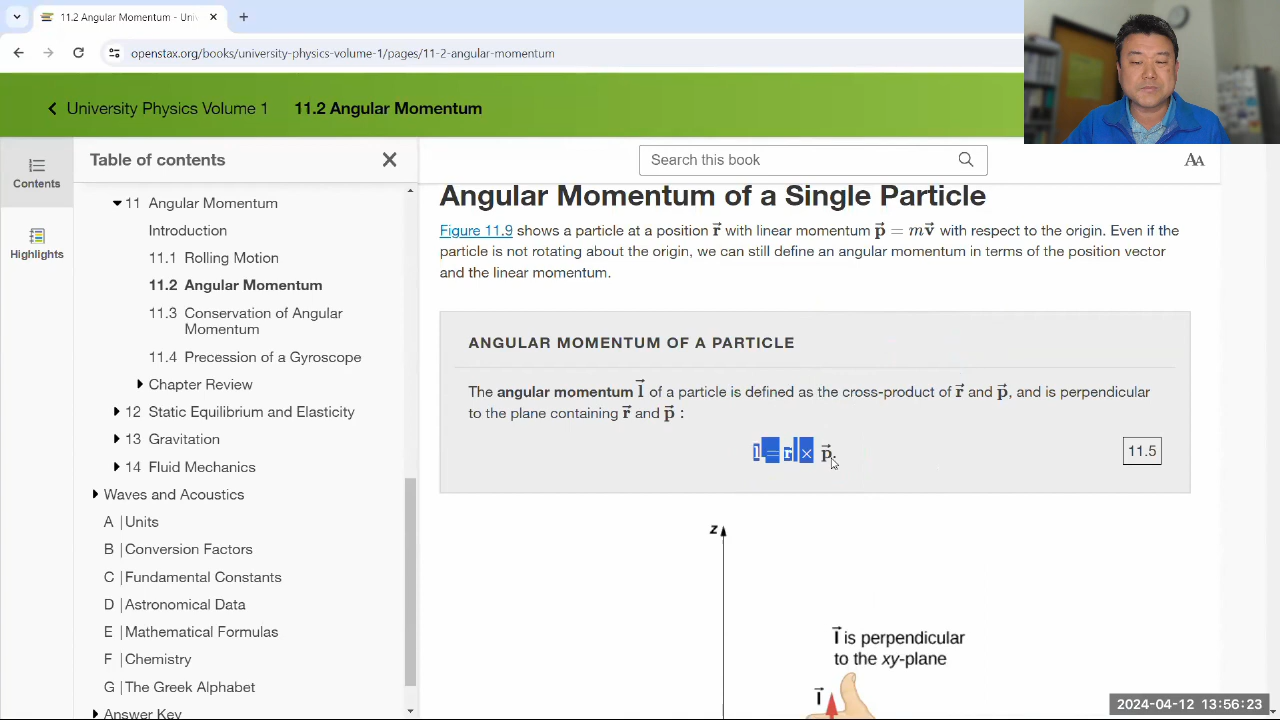 11.2 Angular Momentum - Uni
openstax.org/books/university-physics-volume-1/pages/11-2-angular-momentum
University Physics Volume 1 11.2 Angular Momentum
Contents
Highlights
Table of contents
11 Angular Momentum
Introduction
11.1 Rolling Motion
11.2 Angular Momentum
11.3 Conservation of Angular
Momentum
11.4 Precession of a Gyroscope
Chapter Review
12 Static Equilibrium and Elasticity
13 Gravitation
14 Fluid Mechanics
Waves and Acoustics
A | Units
B | Conversion Factors
C | Fundamental Constants
D | Astronomical Data
E | Mathematical Formulas
F | Chemistry
G | The Greek Alphabet
Answer Key
Search this book
AA
Angular Momentum of a Single Particle
Figure 11.9 shows a particle at a position r⃗ with linear momentum p⃗ = mv⃗ with respect to the origin. Even if the
particle is not rotating about the origin, we can still define an angular momentum in terms of the position vector
and the linear momentum.
ANGULAR MOMENTUM OF A PARTICLE
The angular momentum l⃗ of a particle is defined as the cross-product of r⃗ and p⃗, and is perpendicular
to the plane containing r⃗ and p⃗ :
l⃗ = r⃗ × p⃗.
11.5
z
l⃗ is perpendicular
to the xy-plane
l⃗
2024-04-12 13:56:23